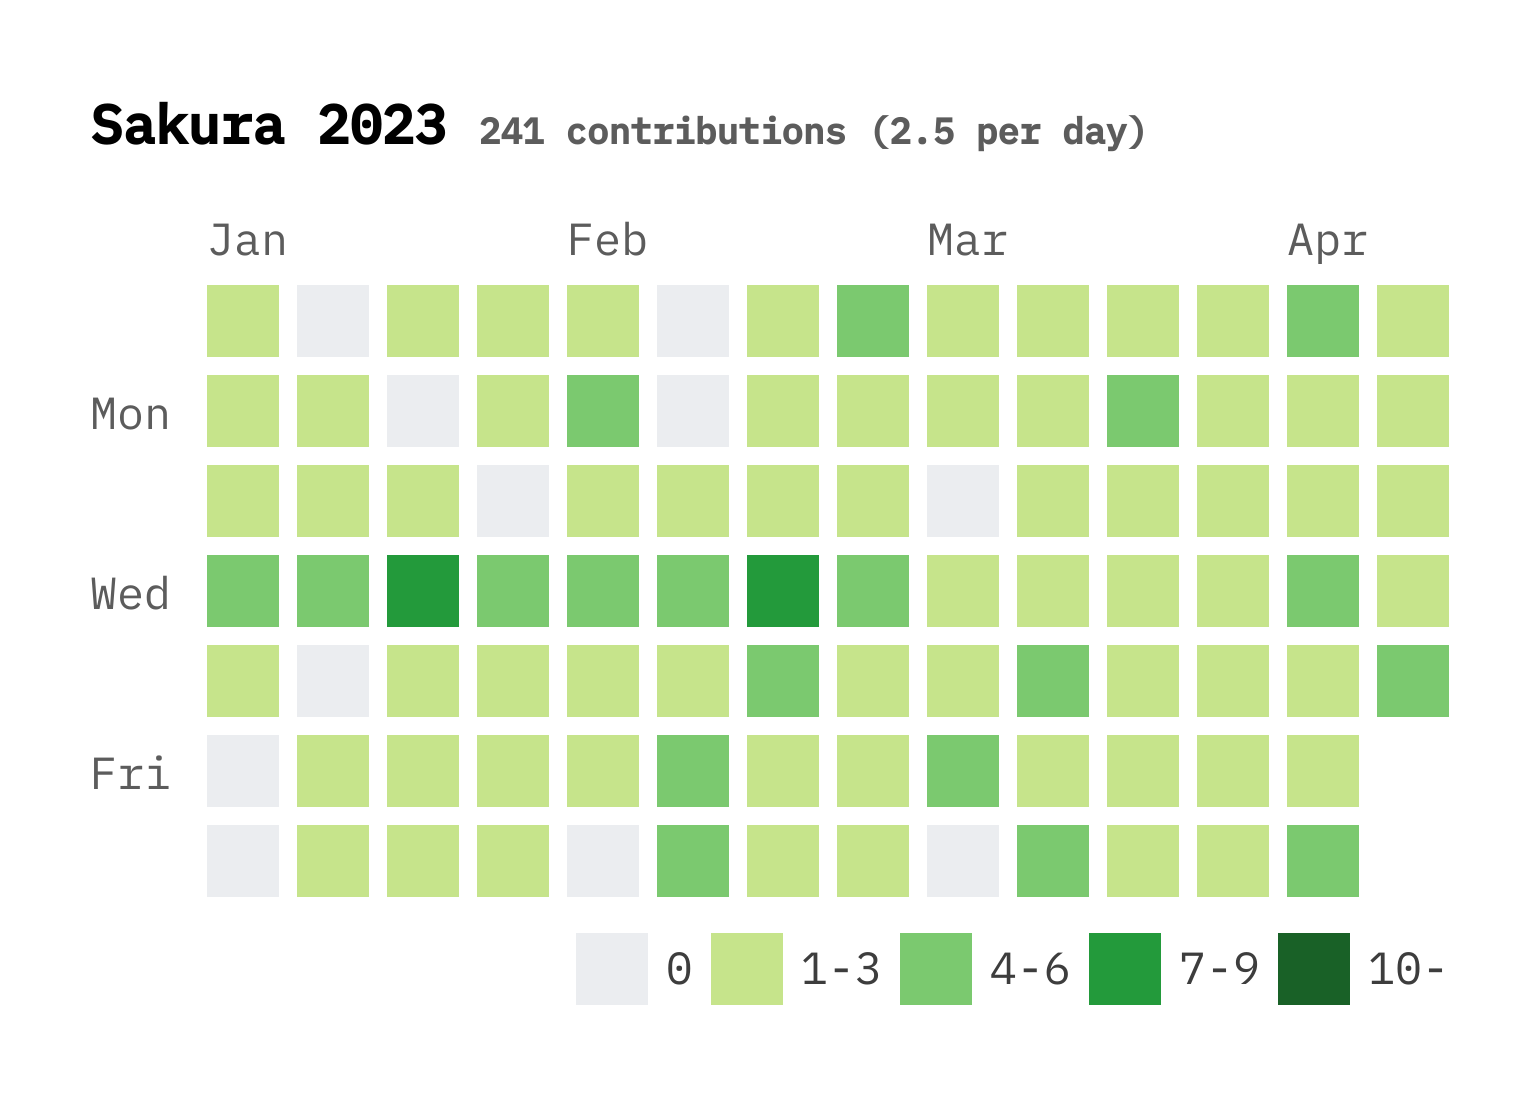 Sakura 2023 241 contributions (2.5 per day)
Jan Feb Mar Apr
Mon
Wed
Fri
0 1-3 4-6 7-9 10-